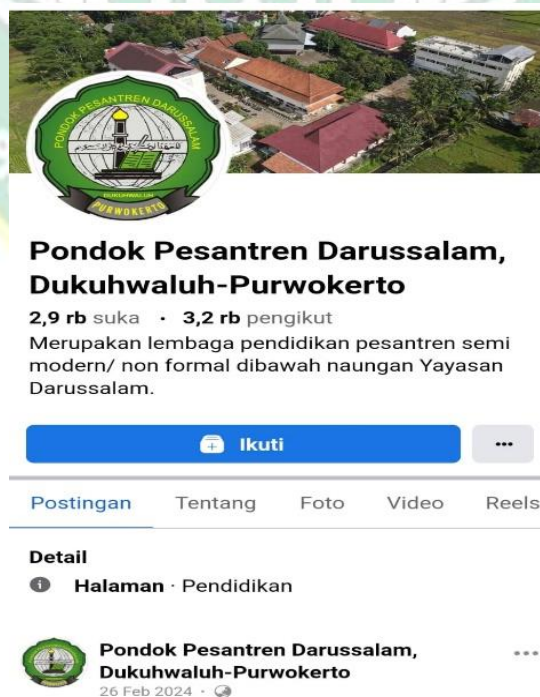 PONDOK PESANTREN DARUSSALAM
DUKUHWALUH
PURWOKERTO
Pondok Pesantren Darussalam,
Dukuhwaluh-Purwokerto
2,9 rb suka · 3,2 rb pengikut
Merupakan lembaga pendidikan pesantren semi
modern/ non formal dibawah naungan Yayasan
Darussalam.
Ikuti
Postingan Tentang Foto Video Reels
Detail
Halaman · Pendidikan
Pondok Pesantren Darussalam,
Dukuhwaluh-Purwokerto
26 Feb 2024 ·